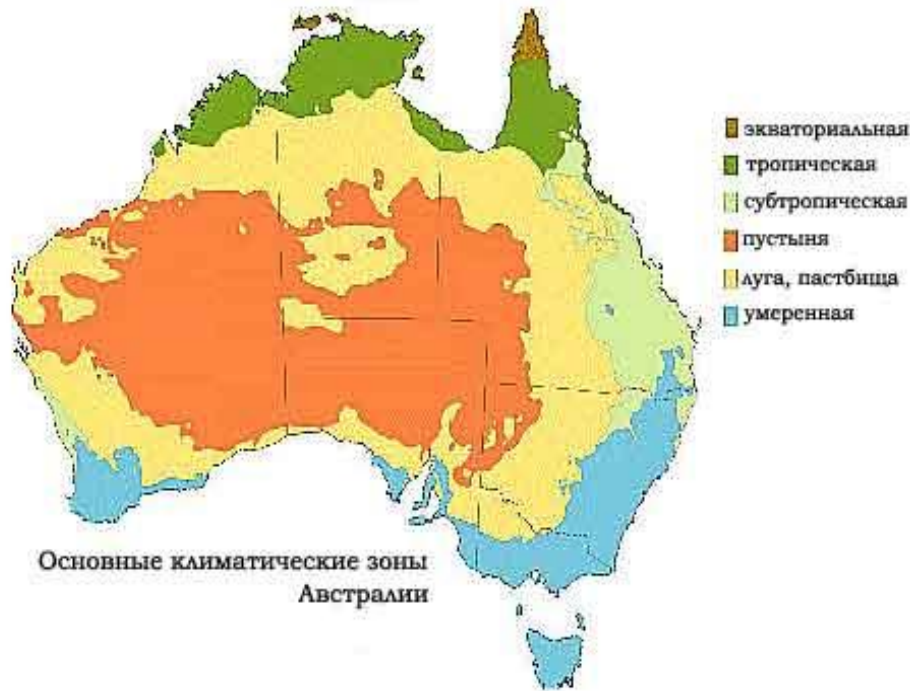 экваториальная
тропическая
субтропическая
пустыня
луга, пастбища
умеренная
Основные климатические зоны
Австралии